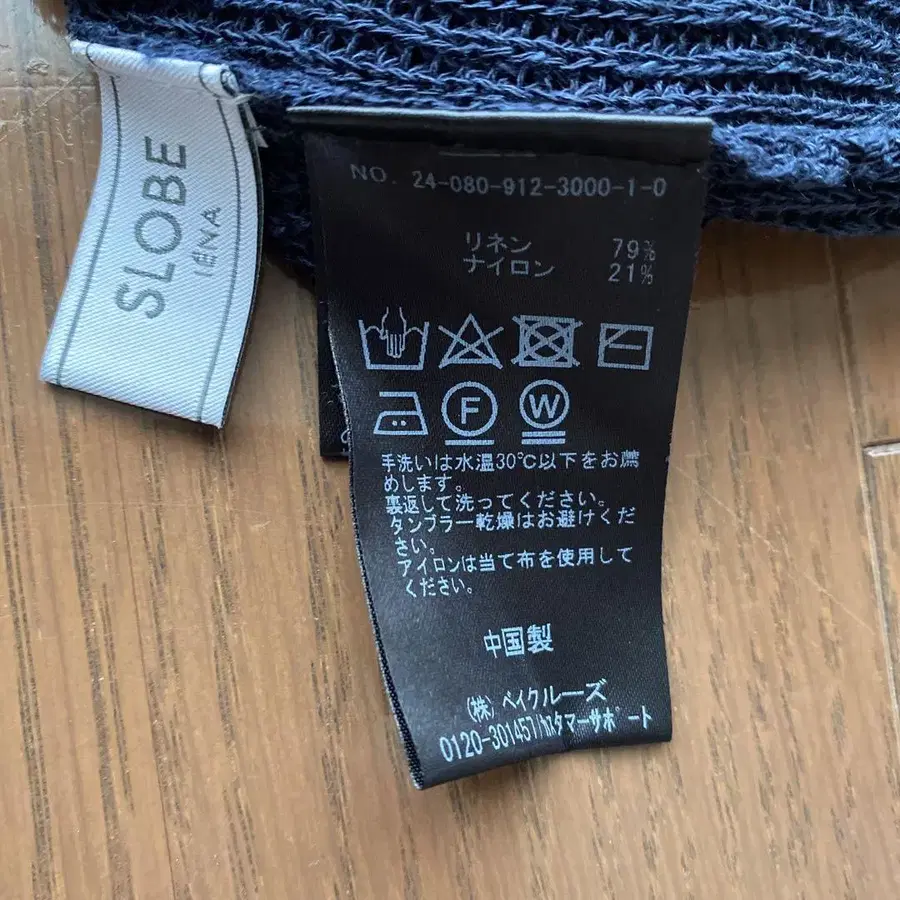 SLOBE
IÉNA
NO. 24-080-912-3000-1-0
リネン 79%
ナイロン 21%
F W
手洗いは水温30℃以下をお薦
めします。
裏返して洗ってください。
タンブラー乾燥はお避けくだ
さい。
アイロンは当て布を使用して
ください。
中国製
(株)ベイクルーズ
0120-301457/カスタマーサポート